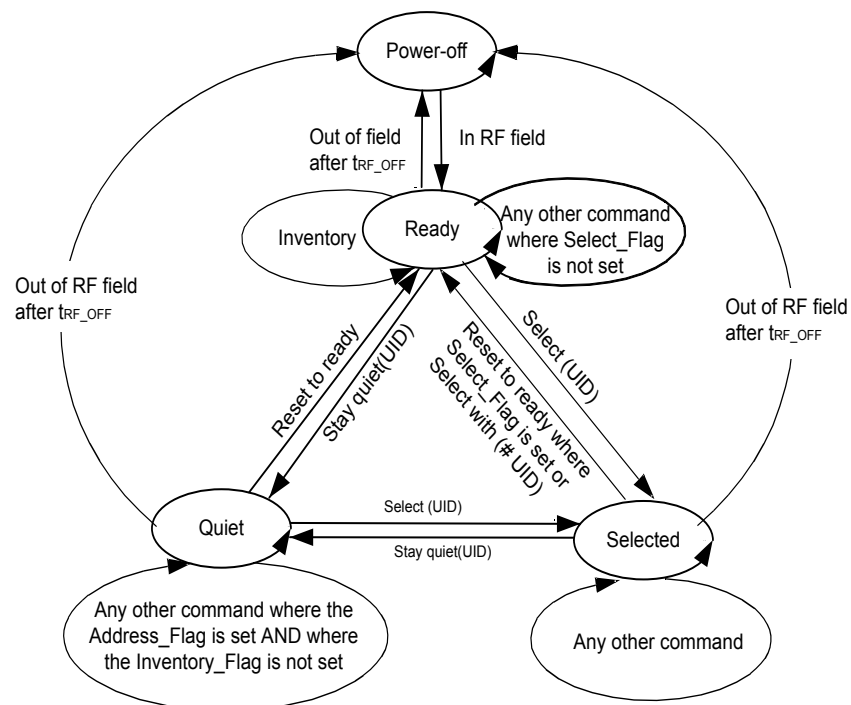 Power-off
Out of field
after tRF_OFF
In RF field
Inventory
Ready
Any other command
where Select_Flag
is not set
Out of RF field
after tRF_OFF
Out of RF field
after tRF_OFF
Reset to ready
Stay quiet(UID)
Reset to ready where
Select_Flag is set or
Select with (# UID)
Select (UID)
Quiet
Select (UID)
Stay quiet(UID)
Selected
Any other command where the
Address_Flag is set AND where
the Inventory_Flag is not set
Any other command